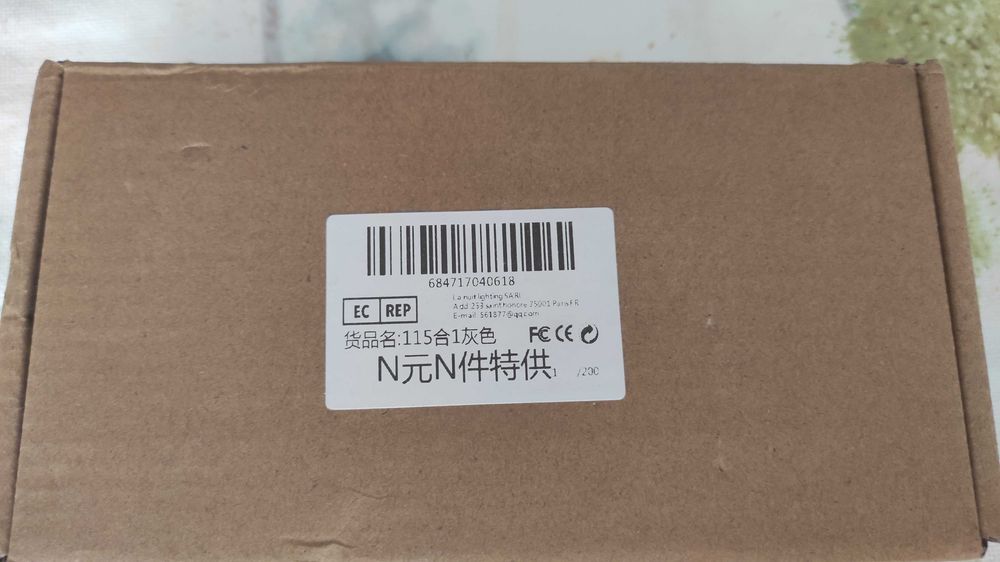 684717040618
EC REP
La nuit lighting SARL
Add: 253 saint honore 75001 Paris FR
E-mail: 561877@qq.com
货品名:115合1灰色 FC CE
N元N件特供1 /200